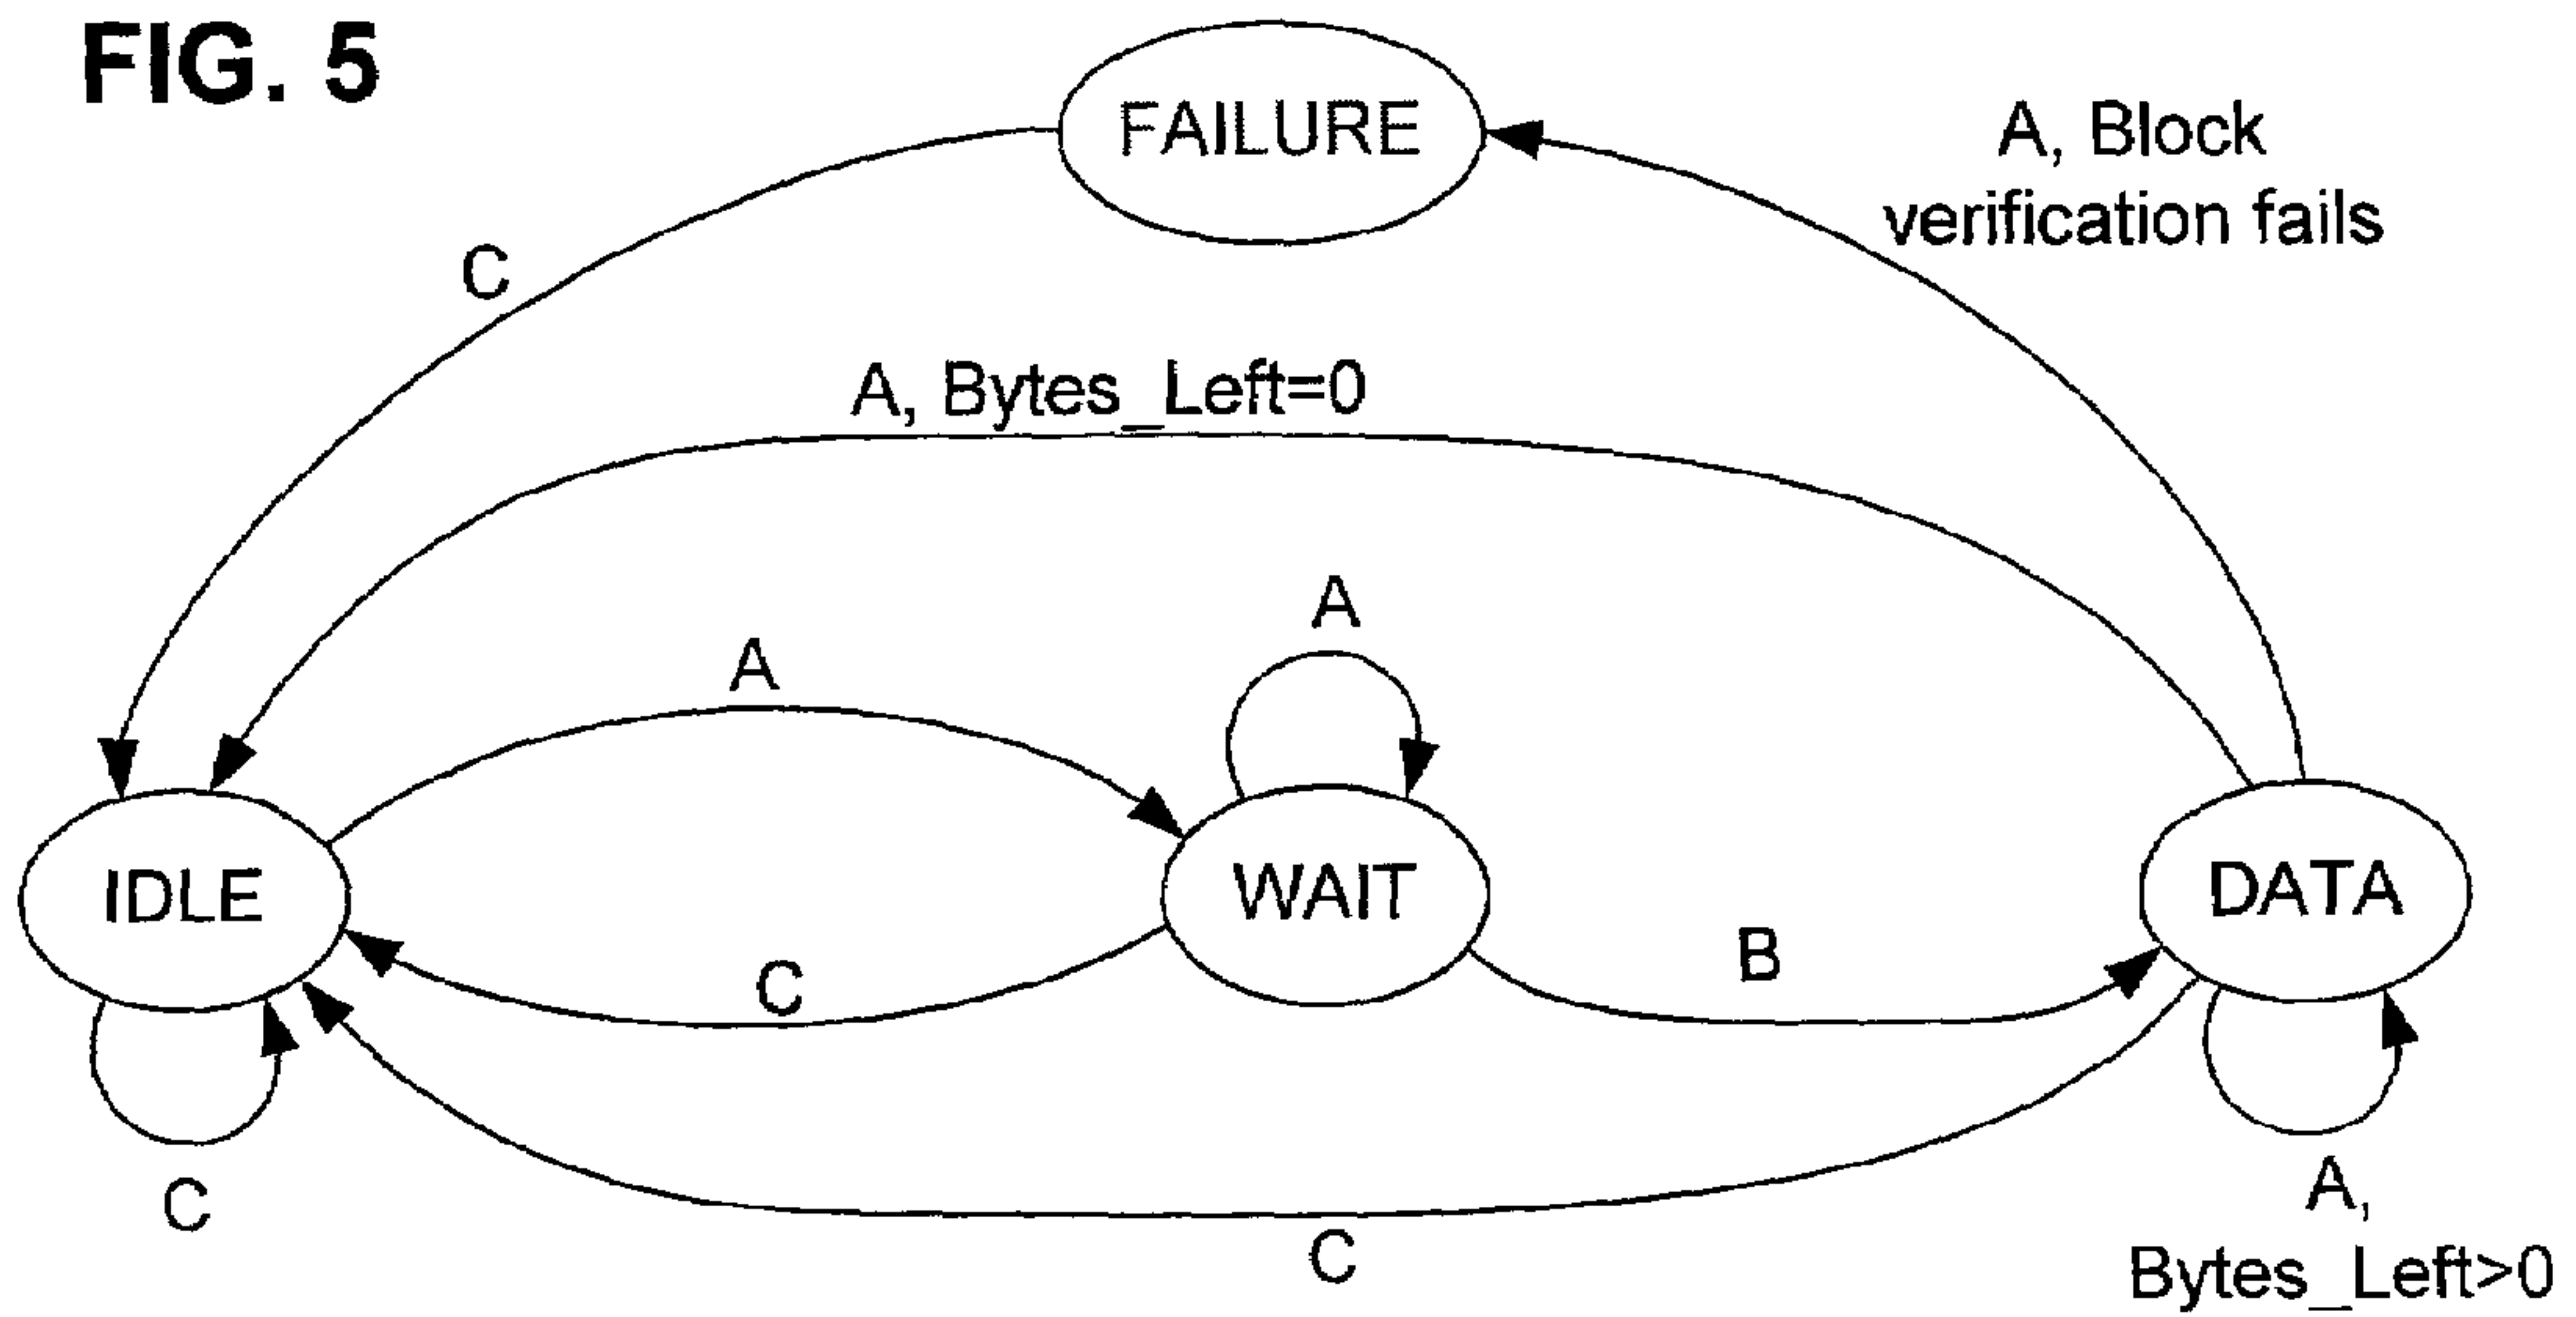 FIG. 5
FAILURE
A, Block
verification fails
C
A, Bytes_Left=0
A
A
IDLE
WAIT
DATA
C
B
C
C
A,
Bytes_Left>0